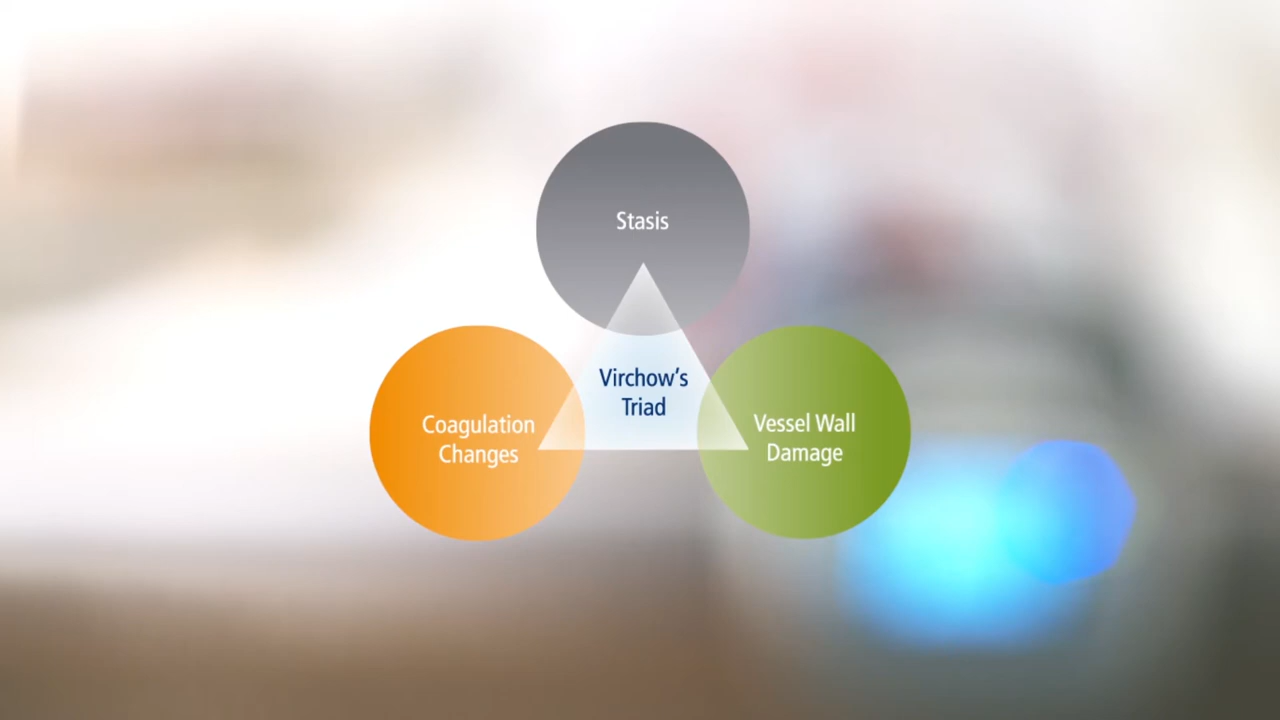 Stasis
Virchow's
Triad
Coagulation
Changes
Vessel Wall
Damage